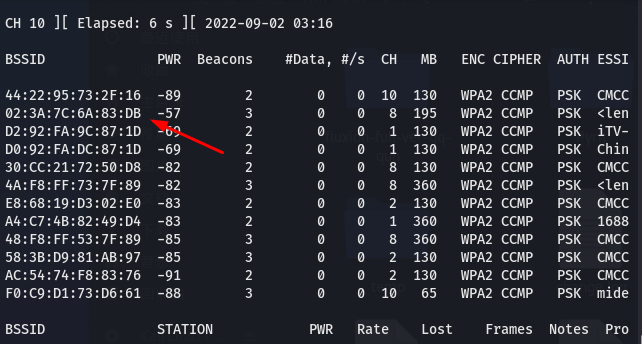 CH 10 ][ Elapsed: 6 s ][ 2022-09-02 03:16
BSSID PWR Beacons #Data, #/s CH MB ENC CIPHER AUTH ESSI
44:22:95:73:2F:16 -89 2 0 0 10 130 WPA2 CCMP PSK CMCC
02:3A:7C:6A:83:DB -57 3 0 0 8 195 WPA2 CCMP PSK <len
D2:92:FA:9C:87:1D -69 2 0 0 1 130 WPA2 CCMP PSK iTV-
D0:92:FA:DC:87:1D -69 2 0 0 1 130 WPA2 CCMP PSK Chin
30:CC:21:72:50:D8 -82 2 0 0 8 130 WPA2 CCMP PSK CMCC
4A:F8:FF:73:7F:89 -82 3 0 0 8 360 WPA2 CCMP PSK <len
E8:68:19:D3:02:E0 -83 2 0 0 2 130 WPA2 CCMP PSK CMCC
A4:C7:4B:82:49:D4 -83 2 0 0 1 360 WPA2 CCMP PSK 1688
48:F8:FF:53:7F:89 -85 3 0 0 8 360 WPA2 CCMP PSK CMCC
58:3B:D9:81:AB:97 -85 3 0 0 2 130 WPA2 CCMP PSK CMCC
AC:54:74:F8:83:76 -91 2 0 0 2 130 WPA2 CCMP PSK CMCC
F0:C9:D1:73:D6:61 -88 3 0 0 10 65 WPA2 CCMP PSK mide
BSSID STATION PWR Rate Lost Frames Notes Pro